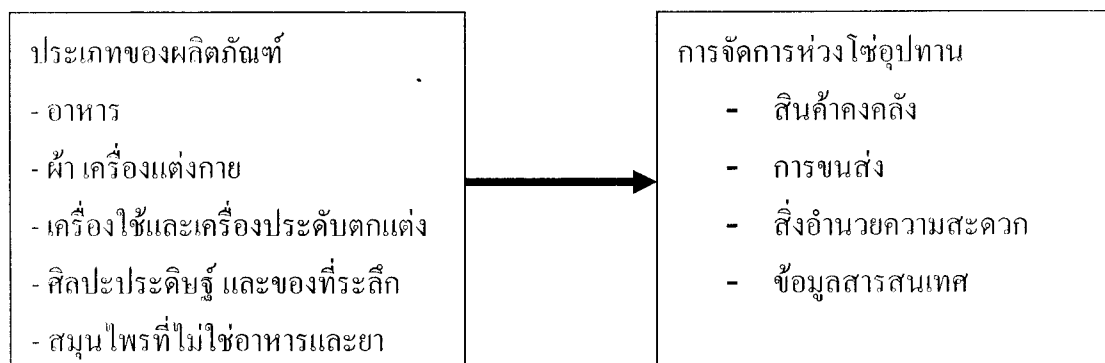 ประเภทของผลิตภัณฑ์
- อาหาร
- ผ้า เครื่องแต่งกาย
- เครื่องใช้และเครื่องประดับตกแต่ง
- ศิลปะประดิษฐ์ และของที่ระลึก
- สมุนไพรที่ไม่ใช่อาหารและยา
การจัดการห่วงโซ่อุปทาน
- สินค้าคงคลัง
- การขนส่ง
- สิ่งอำนวยความสะดวก
- ข้อมูลสารสนเทศ